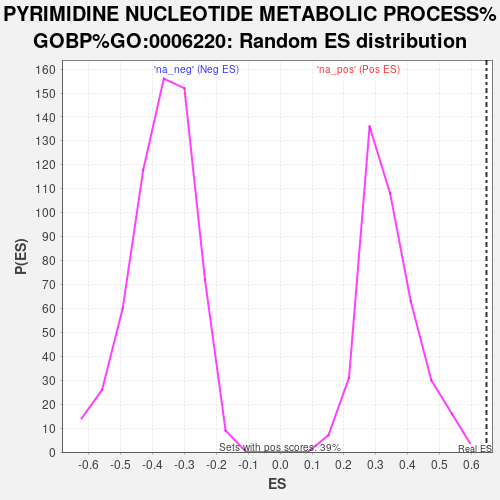 PYRIMIDINE NUCLEOTIDE METABOLIC PROCESS%
GOBP%GO:0006220: Random ES distribution
'na_neg' (Neg ES)
'na_pos' (Pos ES)
160
150
140
130
120
110
100
90
80
70
60
50
40
30
20
10
0
P(ES)
Sets with pos scores: 39%
Real ES
-0.6 -0.5 -0.4 -0.3 -0.2 -0.1 0.0 0.1 0.2 0.3 0.4 0.5 0.6
ES